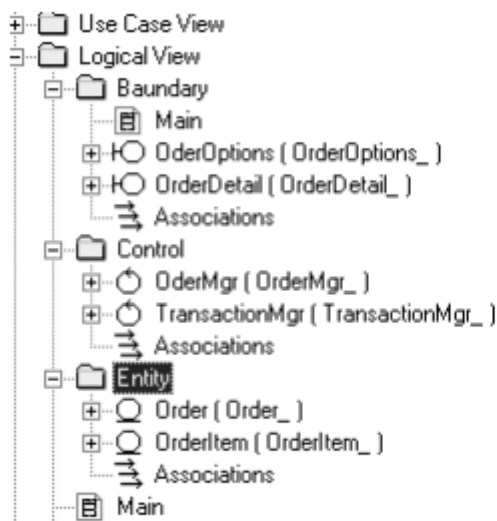 Use Case View
Logical View
Baundary
Main
OderOptions ( OrderOptions_ )
OrderDetail ( OrderDetail_ )
Associations
Control
OderMgr ( OrderMgr_ )
TransactionMgr ( TransactionMgr_ )
Associations
Entity
Order ( Order_ )
OrderItem ( OrderItem_ )
Associations
Main